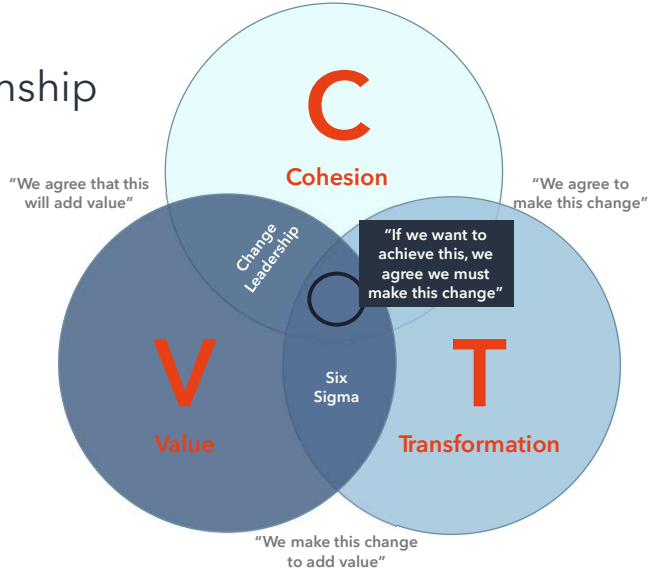 nship
C
Cohesion
“We agree that this
will add value”
“We agree to
make this change”
Change
Leadership
“If we want to
achieve this, we
agree we must
make this change”
V
Value
T
Transformation
Six
Sigma
“We make this change
to add value”